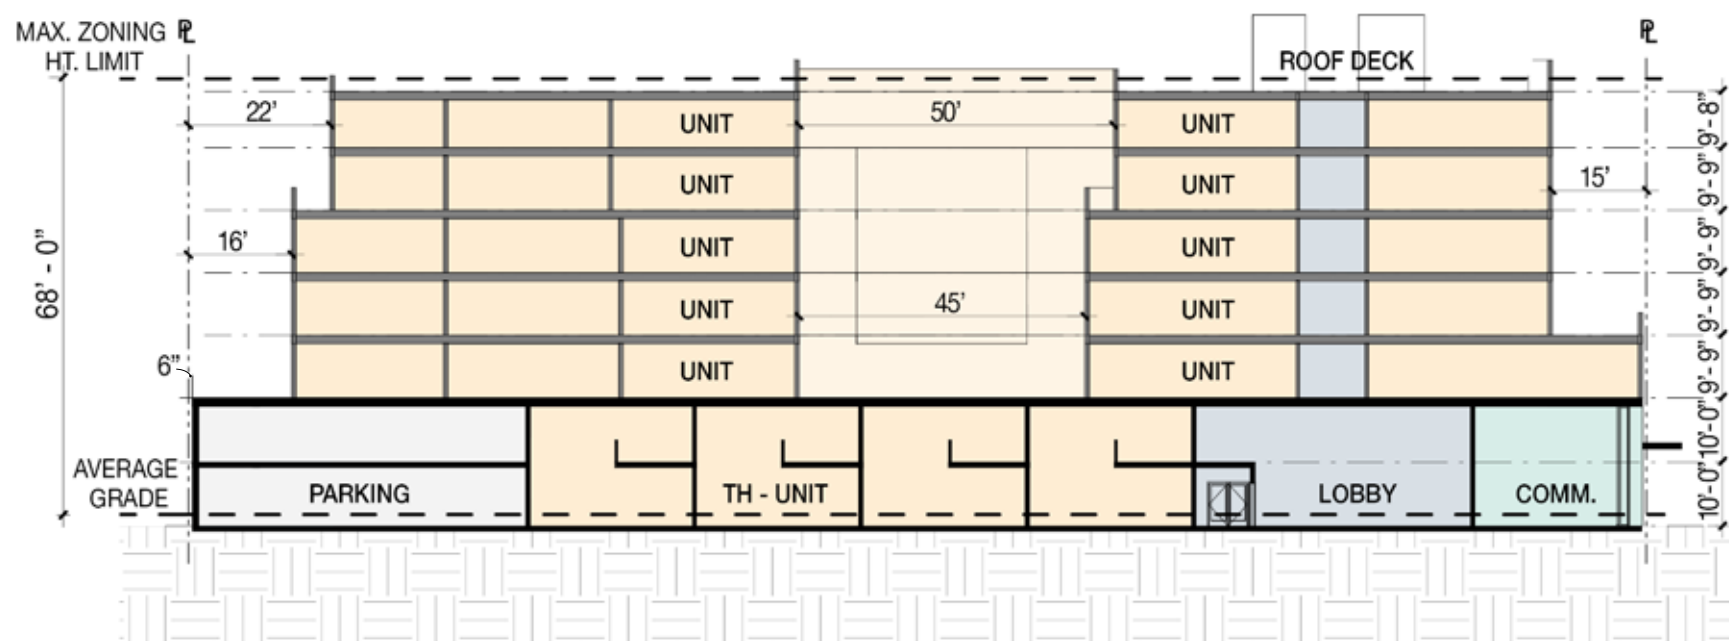 MAX. ZONING PL
HT. LIMIT
PL
ROOF DECK
22'
UNIT
50'
UNIT
9'-8"
UNIT
UNIT
15'
9'-9"
16'
UNIT
UNIT
9'-9"
68' - 0"
UNIT
45'
UNIT
9'-9"
6"
UNIT
UNIT
9'-9"
10'-0"
AVERAGE
GRADE
PARKING
TH - UNIT
LOBBY
COMM.
10'-0"